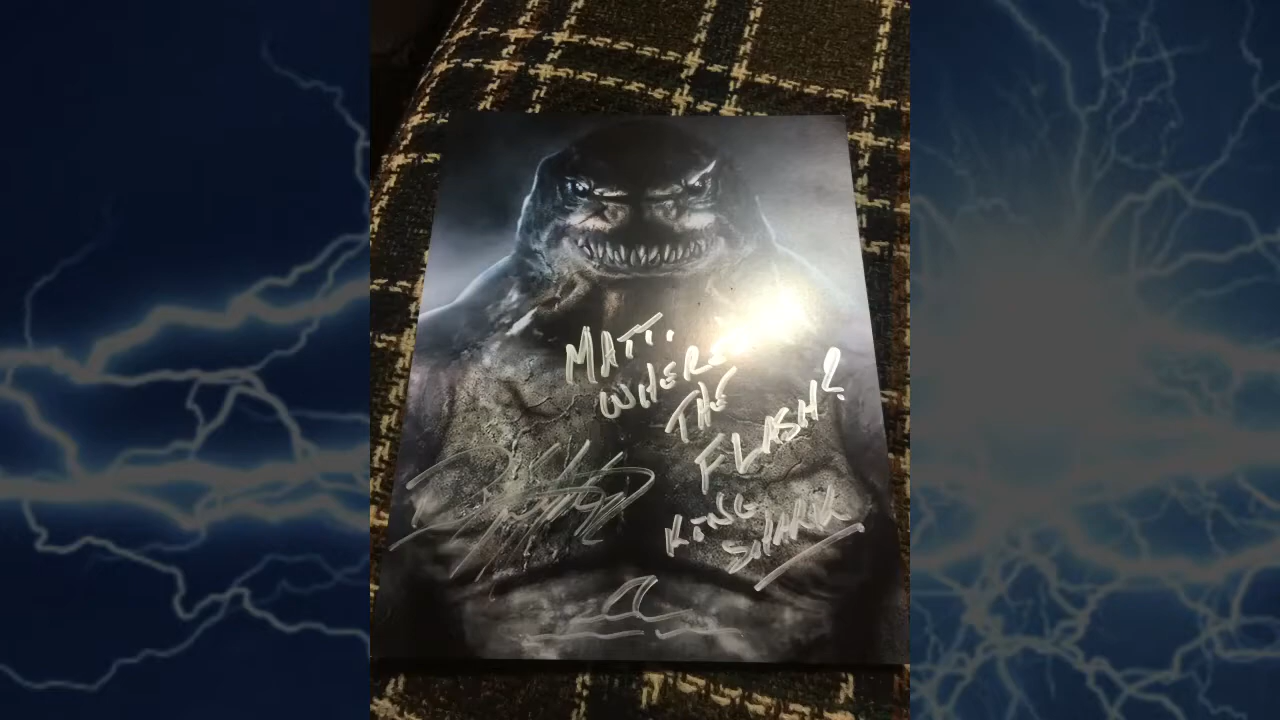 MATT,
WHERE
THE
FLASH?
KING
SHARK